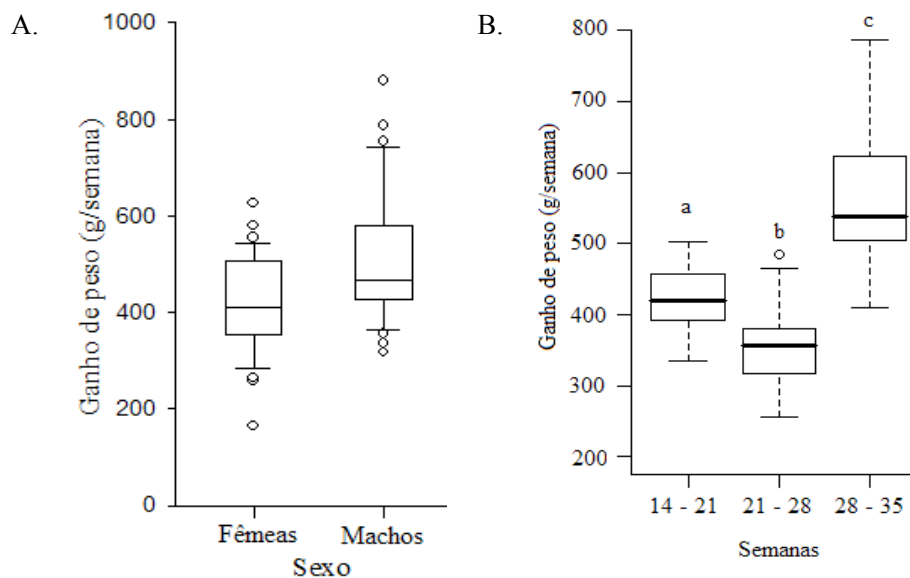 A.
Ganho de peso (g/semana)
1000
800
600
400
200
0
Fêmeas Machos
Sexo
B.
Ganho de peso (g/semana)
800
700
600
500
400
300
200
a
b
c
14 - 21 21 - 28 28 - 35
Semanas